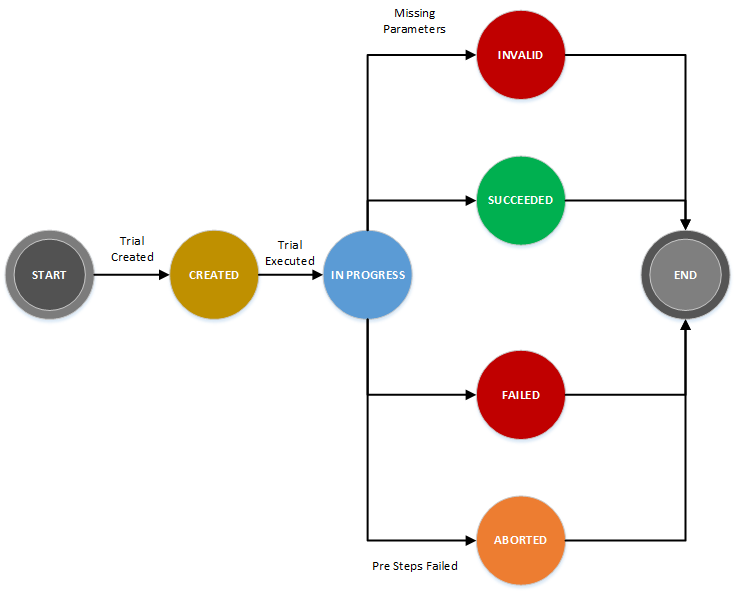 Missing
Parameters
INVALID
SUCCEEDED
Trial
Created
Trial
Executed
START
CREATED
IN PROGRESS
END
FAILED
ABORTED
Pre Steps Failed